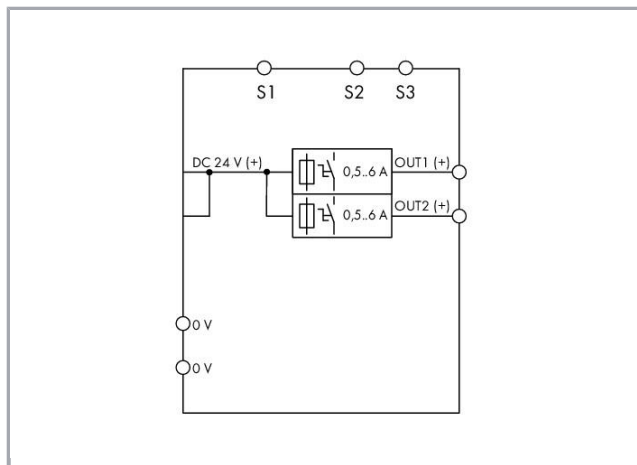 S1 S2 S3
DC 24 V (+)
0,5..6 A
OUT1 (+)
0,5..6 A
OUT2 (+)
0 V
0 V